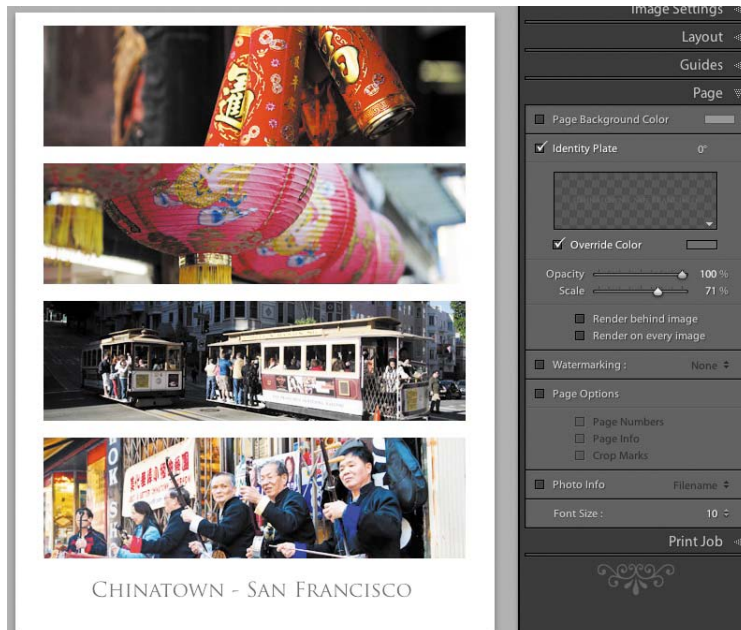 Image Settings
Layout
Guides
Page
Page Background Color
Identity Plate 0°
Override Color
Opacity 100 %
Scale 71 %
Render behind image
Render on every image
Watermarking : None
Page Options
Page Numbers
Page Info
Crop Marks
Photo Info Filename
Font Size : 10
Print Job
Chinatown - San Francisco